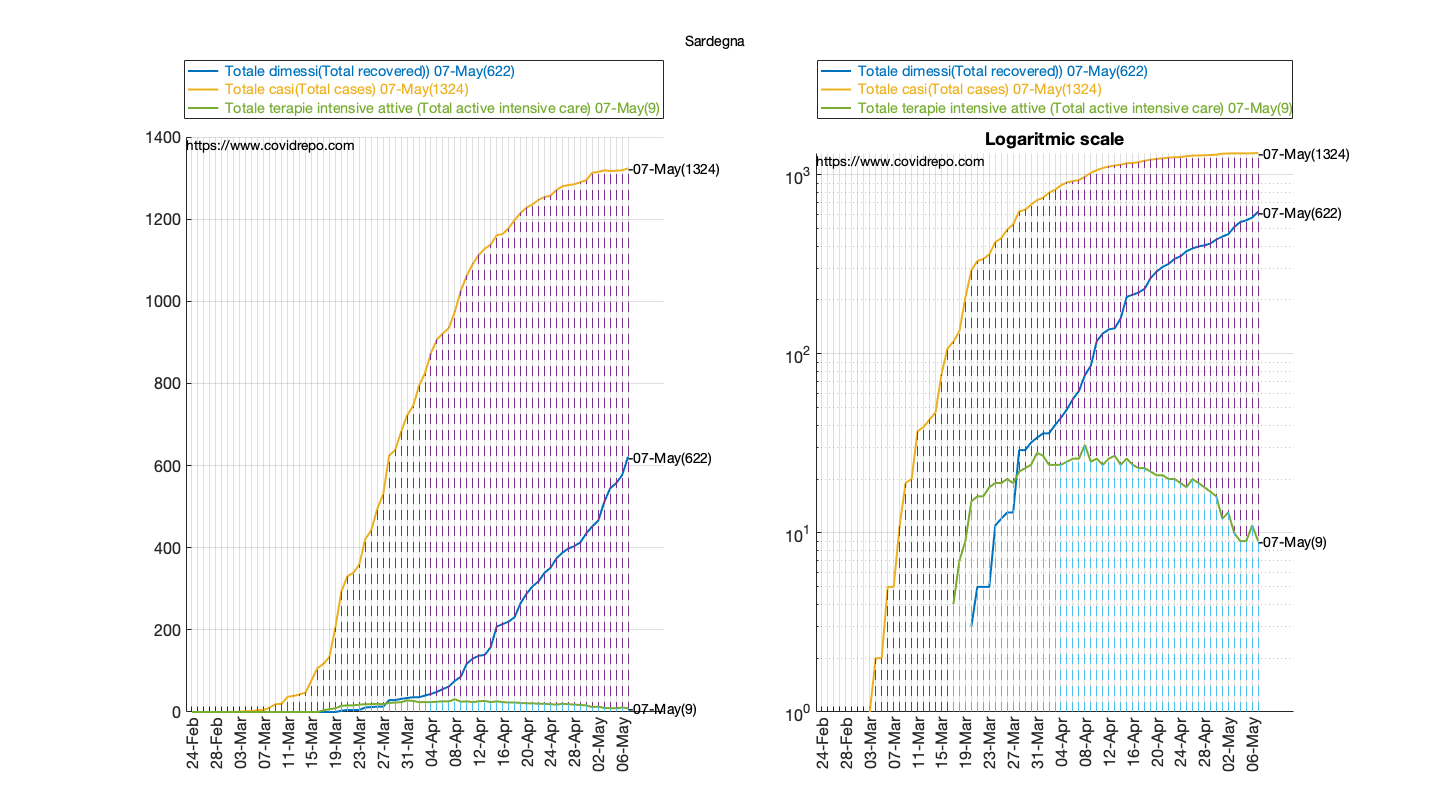 Sardegna
Totale dimessi(Total recovered)) 07-May(622)
Totale casi(Total cases) 07-May(1324)
Totale terapie intensive attive (Total active intensive care) 07-May(9)
https://www.covidrepo.com
1400
1200
1000
800
600
400
200
0
-07-May(1324)
-07-May(622)
-07-May(9)
24-Feb
28-Feb
03-Mar
07-Mar
11-Mar
15-Mar
19-Mar
23-Mar
27-Mar
31-Mar
04-Apr
08-Apr
12-Apr
16-Apr
20-Apr
24-Apr
28-Apr
02-May
06-May
Totale dimessi(Total recovered)) 07-May(622)
Totale casi(Total cases) 07-May(1324)
Totale terapie intensive attive (Total active intensive care) 07-May(9)
Logaritmic scale
https://www.covidrepo.com
10^3
10^2
10^1
10^0
-07-May(1324)
-07-May(622)
-07-May(9)
24-Feb
28-Feb
03-Mar
07-Mar
11-Mar
15-Mar
19-Mar
23-Mar
27-Mar
31-Mar
04-Apr
08-Apr
12-Apr
16-Apr
20-Apr
24-Apr
28-Apr
02-May
06-May